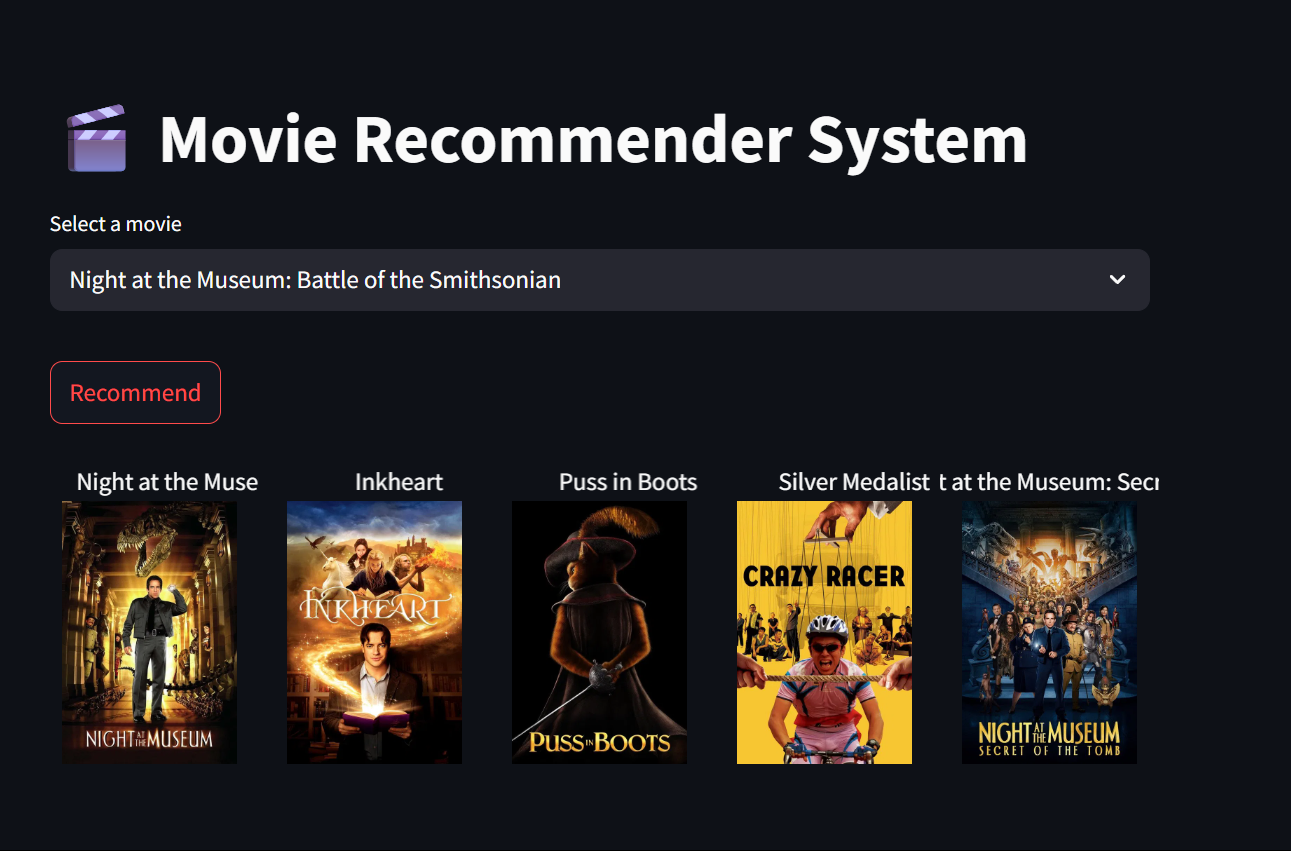 Movie Recommender System
Select a movie
Night at the Museum: Battle of the Smithsonian
Recommend
Night at the Muse
Inkheart
Puss in Boots
Silver Medalist
t at the Museum: Secr
NIGHT AT THE MUSEUM
INKHEART
PUSS IN BOOTS
CRAZY RACER
NIGHT AT THE MUSEUM
SECRET OF THE TOMB